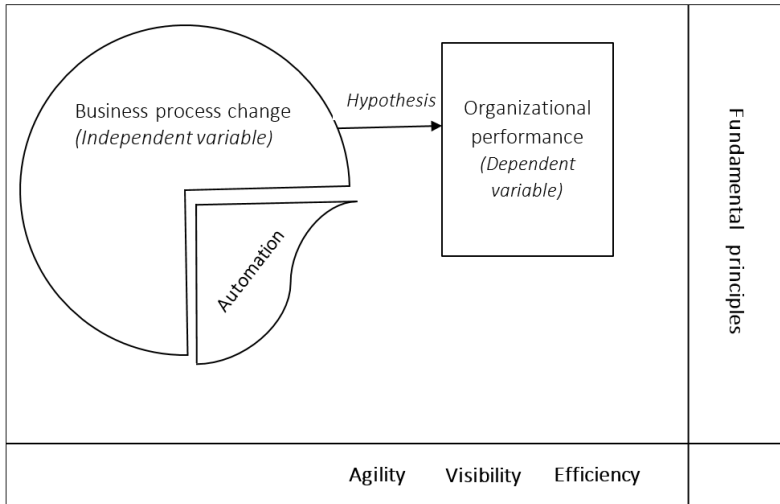 Business process change
(Independent variable)
Hypothesis
Organizational
performance
(Dependent
variable)
Automation
Fundamental principles
Agility Visibility Efficiency